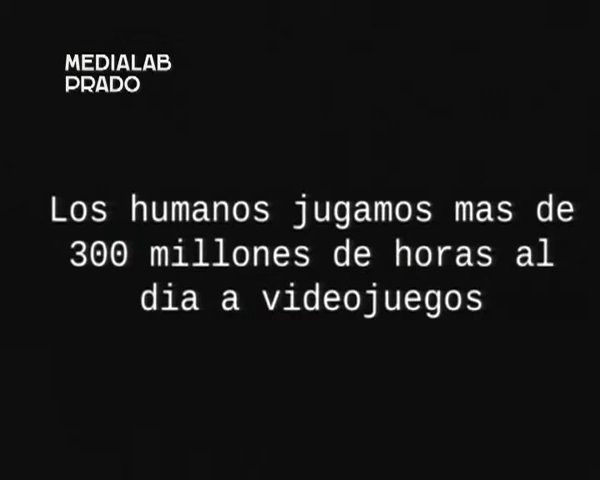 MEDIALAB
PRADO
Los humanos jugamos mas de
300 millones de horas al
dia a videojuegos